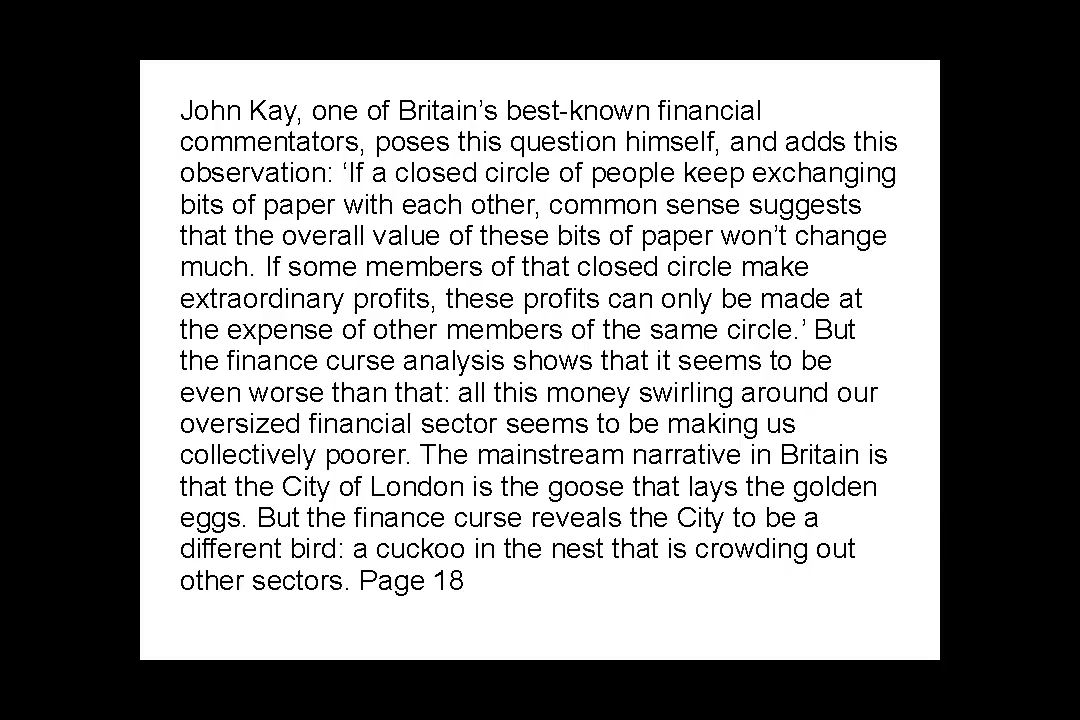 John Kay, one of Britain’s best-known financial
commentators, poses this question himself, and adds this
observation: ‘If a closed circle of people keep exchanging
bits of paper with each other, common sense suggests
that the overall value of these bits of paper won’t change
much. If some members of that closed circle make
extraordinary profits, these profits can only be made at
the expense of other members of the same circle.’ But
the finance curse analysis shows that it seems to be
even worse than that: all this money swirling around our
oversized financial sector seems to be making us
collectively poorer. The mainstream narrative in Britain is
that the City of London is the goose that lays the golden
eggs. But the finance curse reveals the City to be a
different bird: a cuckoo in the nest that is crowding out
other sectors. Page 18